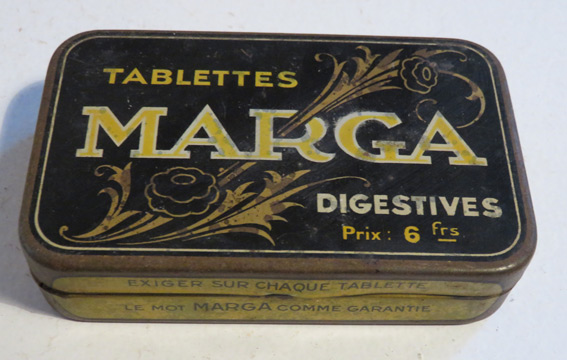 TABLETTES
MARGA
DIGESTIVES
Prix : 6 frs
EXIGER SUR CHAQUE TABLETTE
LE MOT MARGA COMME GARANTIE